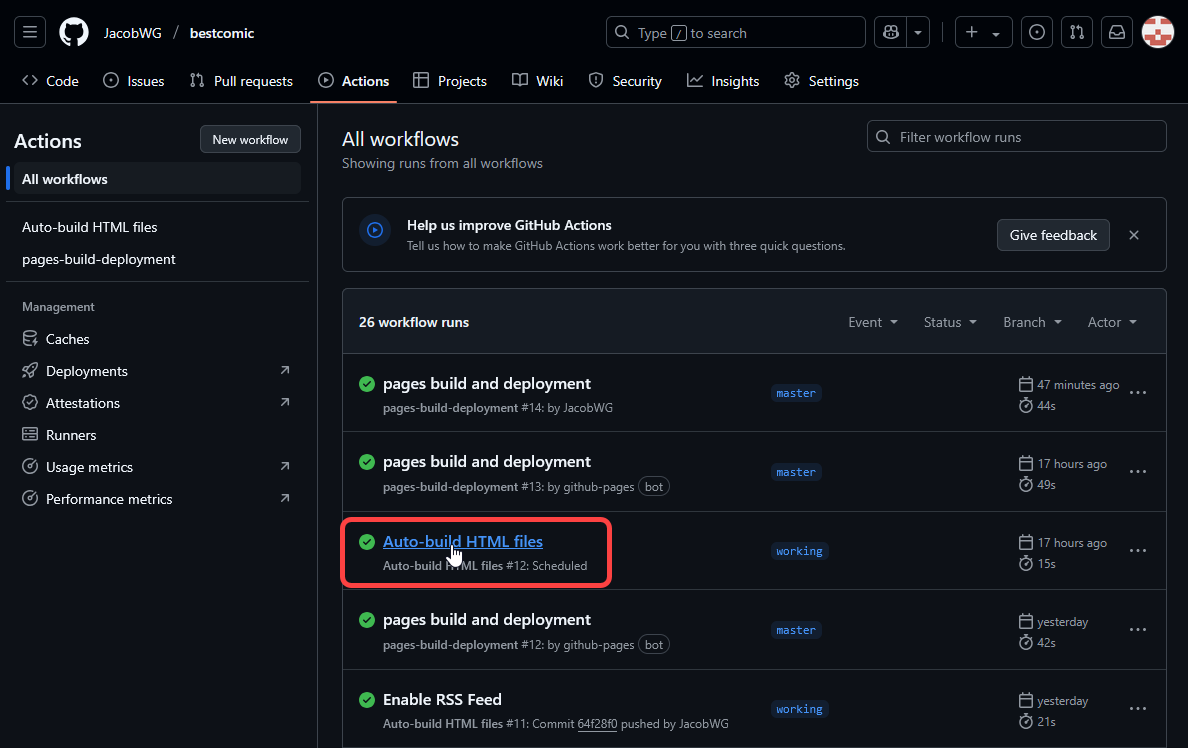 JacobWG / bestcomic
Type / to search
Code
Issues
Pull requests
Actions
Projects
Wiki
Security
Insights
Settings
Actions
New workflow
All workflows
Auto-build HTML files
pages-build-deployment
Management
Caches
Deployments
Attestations
Runners
Usage metrics
Performance metrics
All workflows
Showing runs from all workflows
Filter workflow runs
Help us improve GitHub Actions
Tell us how to make GitHub Actions work better for you with three quick questions.
Give feedback
26 workflow runs
Event
Status
Branch
Actor
pages build and deployment
pages-build-deployment #14: by JacobWG
master
47 minutes ago
44s
pages build and deployment
pages-build-deployment #13: by github-pages bot
master
17 hours ago
49s
Auto-build HTML files
Auto-build HTML files #12: Scheduled
working
17 hours ago
15s
pages build and deployment
pages-build-deployment #12: by github-pages bot
master
yesterday
42s
Enable RSS Feed
Auto-build HTML files #11: Commit 64f28f0 pushed by JacobWG
working
yesterday
21s